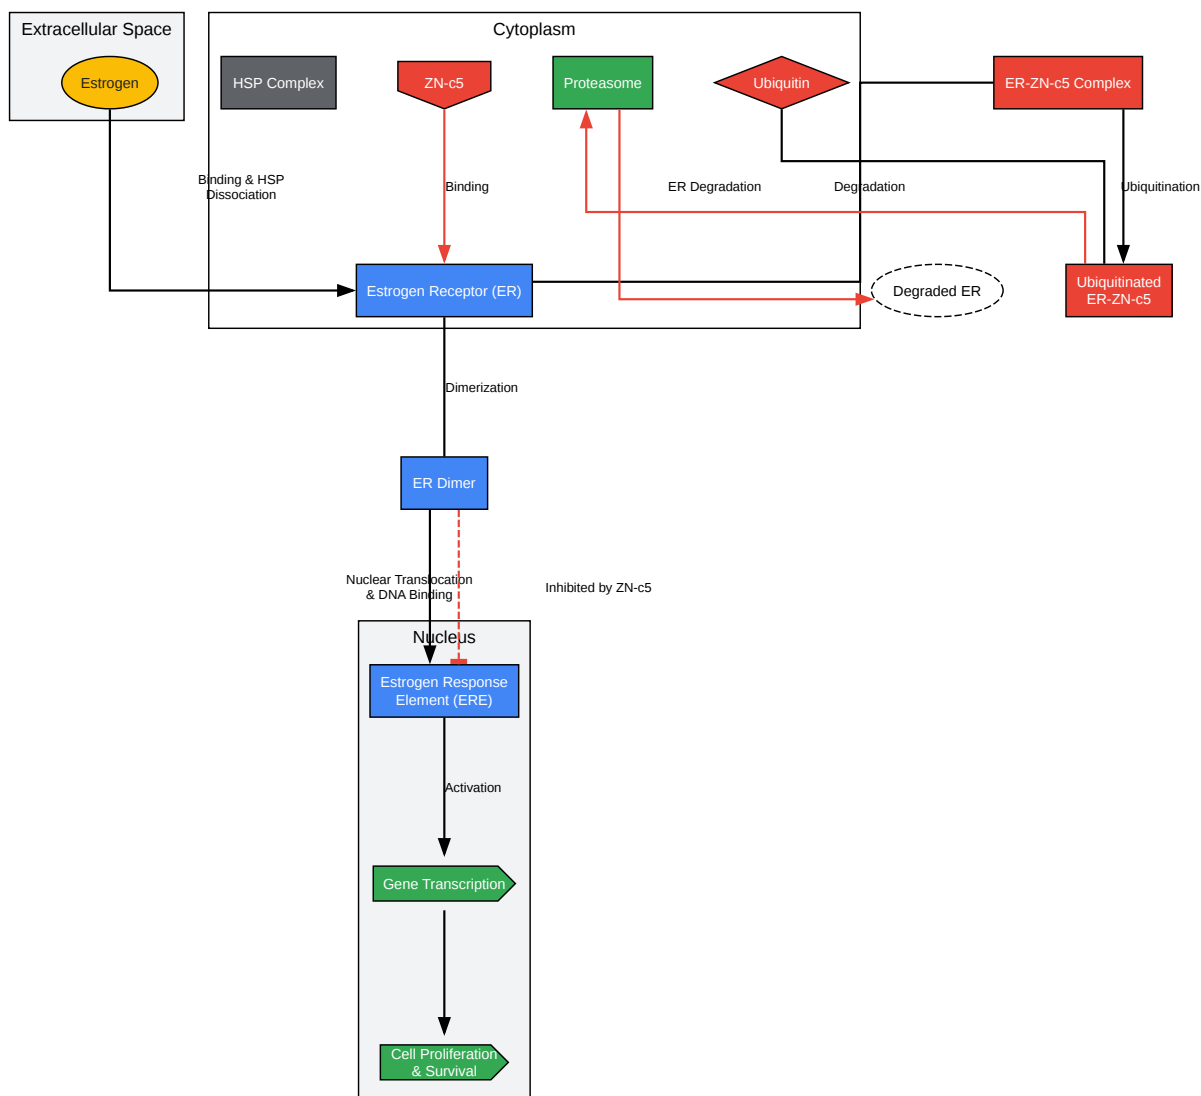 Extracellular Space
Cytoplasm
Estrogen
HSP Complex
ZN-c5
Proteasome
Ubiquitin
ER-ZN-c5 Complex
Binding & HSP
Dissociation
Binding
ER Degradation
Degradation
Ubiquitination
Estrogen Receptor (ER)
Degraded ER
Ubiquitinated
ER-ZN-c5
Dimerization
ER Dimer
Nuclear Translocation
& DNA Binding
Inhibited by ZN-c5
Nucleus
Estrogen Response
Element (ERE)
Activation
Gene Transcription
Cell Proliferation
& Survival